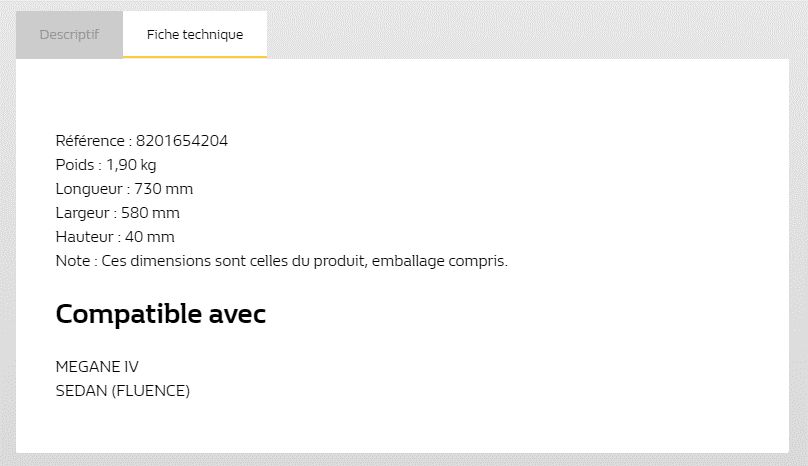 Descriptif
Fiche technique
Référence : 8201654204
Poids : 1,90 kg
Longueur : 730 mm
Largeur : 580 mm
Hauteur : 40 mm
Note : Ces dimensions sont celles du produit, emballage compris.
Compatible avec
MEGANE IV
SEDAN (FLUENCE)